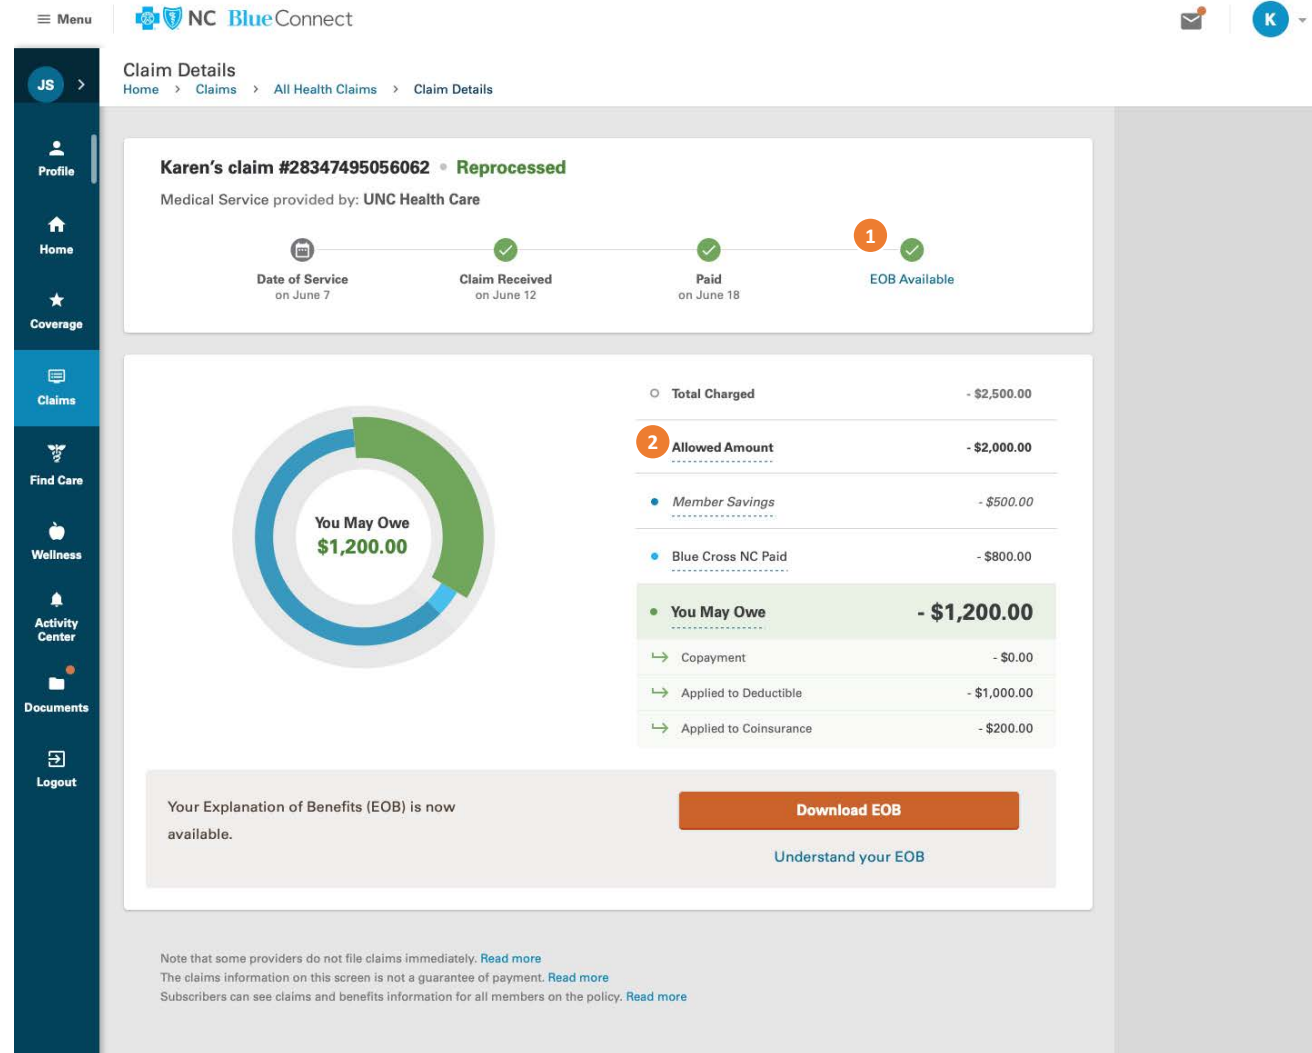 Menu
NC BlueConnect
K
JS
Claim Details
Home > Claims > All Health Claims > Claim Details
Profile
Home
Coverage
Claims
Find Care
Wellness
Activity
Center
Documents
Logout
Karen's claim #28347495056062 • Reprocessed
Medical Service provided by: UNC Health Care
1
Date of Service
on June 7
Claim Received
on June 12
Paid
on June 18
EOB Available
You May Owe
$1,200.00
Total Charged - $2,500.00
2 Allowed Amount - $2,000.00
Member Savings - $500.00
Blue Cross NC Paid - $800.00
You May Owe - $1,200.00
Copayment - $0.00
Applied to Deductible - $1,000.00
Applied to Coinsurance - $200.00
Your Explanation of Benefits (EOB) is now
available.
Download EOB
Understand your EOB
Note that some providers do not file claims immediately. Read more
The claims information on this screen is not a guarantee of payment. Read more
Subscribers can see claims and benefits information for all members on the policy. Read more